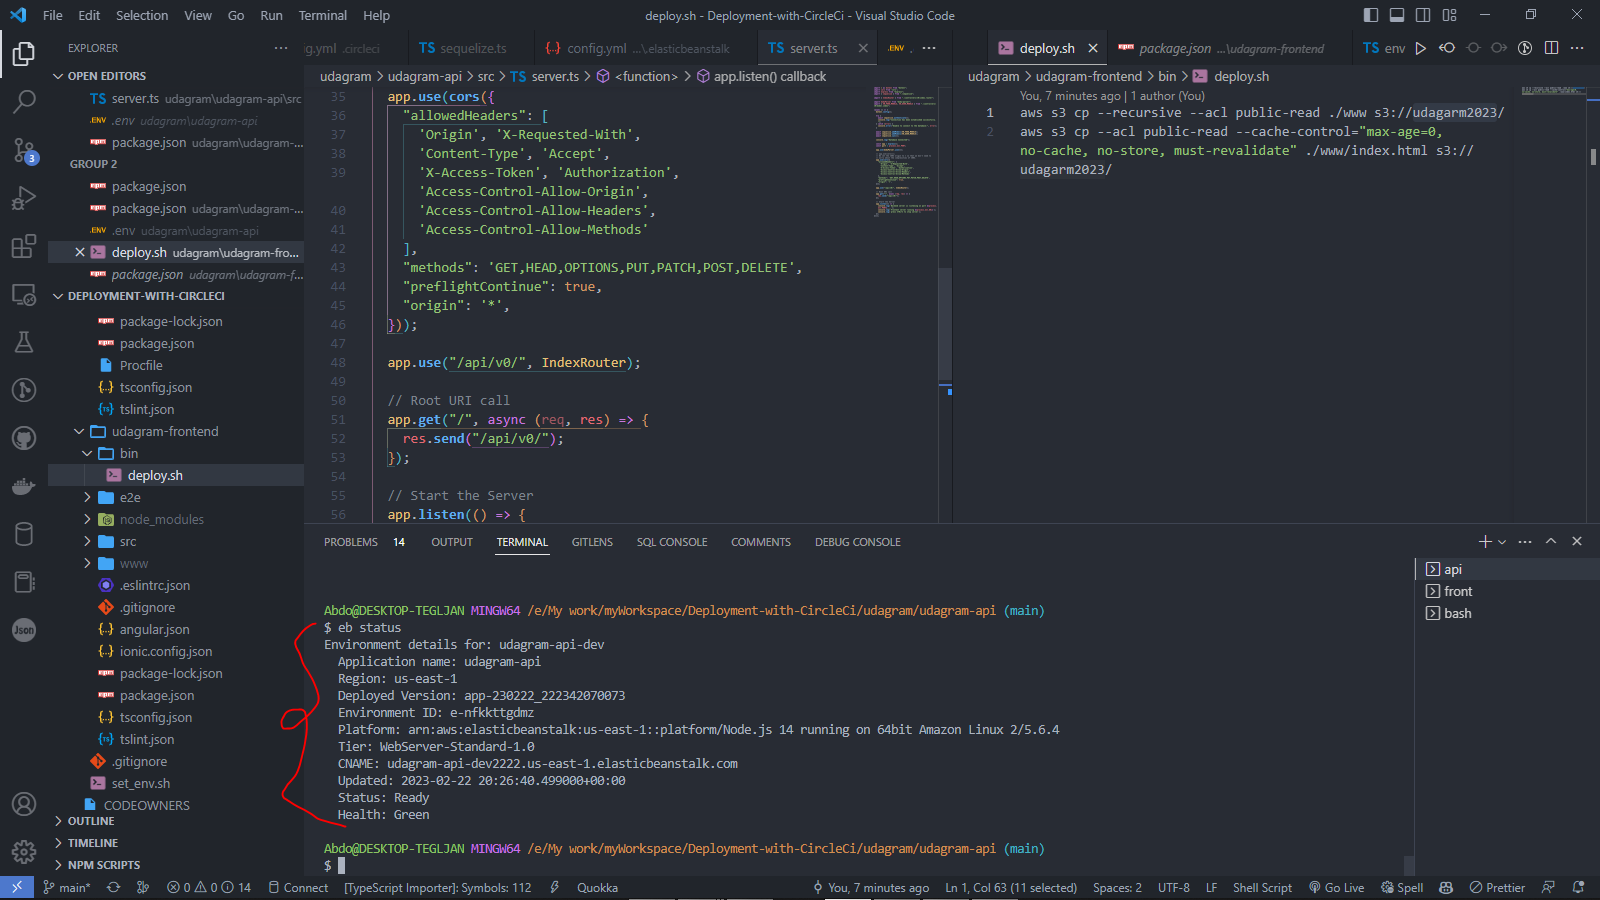 File Edit Selection View Go Run Terminal Help
deploy.sh - Deployment-with-CircleCi - Visual Studio Code
EXPLORER
OPEN EDITORS
TS server.ts udagram\udagram-api\src
.ENV .env udagram\udagram-api
package.json udagram\udagram-...
GROUP 2
package.json
package.json udagram\udagram-...
.ENV .env udagram\udagram-api
deploy.sh udagram\udagram-fro...
package.json udagram\udagram-f...
DEPLOYMENT-WITH-CIRCLECI
package-lock.json
package.json
Procfile
tsconfig.json
tslint.json
udagram-frontend
bin
deploy.sh
e2e
node_modules
src
www
.eslintrc.json
.gitignore
angular.json
ionic.config.json
package-lock.json
package.json
tsconfig.json
tslint.json
.gitignore
set_env.sh
CODEOWNERS
OUTLINE
TIMELINE
NPM SCRIPTS
3
Json
ig.yml .circleci
TS sequelize.ts
config.yml ...\elasticbeanstalk
TS server.ts
.ENV .
udagram > udagram-api > src > TS server.ts > <function> > app.listen() callback
35 app.use(cors({
36 "allowedHeaders": [
37 'Origin', 'X-Requested-With',
38 'Content-Type', 'Accept',
39 'X-Access-Token', 'Authorization',
'Access-Control-Allow-Origin',
40 'Access-Control-Allow-Headers',
41 'Access-Control-Allow-Methods'
42 ],
43 "methods": 'GET,HEAD,OPTIONS,PUT,PATCH,POST,DELETE',
44 "preflightContinue": true,
45 "origin": '*',
46 }));
47
48 app.use("/api/v0/", IndexRouter);
49
50 // Root URI call
51 app.get("/", async (req, res) => {
52 res.send("/api/v0/");
53 });
54
55 // Start the Server
56 app.listen(() => {
deploy.sh
package.json ...\udagram-frontend
TS env
udagram > udagram-frontend > bin > deploy.sh
You, 7 minutes ago | 1 author (You)
1 aws s3 cp --recursive --acl public-read ./www s3://udagarm2023/
2 aws s3 cp --acl public-read --cache-control="max-age=0,
no-cache, no-store, must-revalidate" ./www/index.html s3://
udagarm2023/
PROBLEMS 14 OUTPUT TERMINAL GITLENS SQL CONSOLE COMMENTS DEBUG CONSOLE
api
front
bash
Abdo@DESKTOP-TEGLJAN MINGW64 /e/My work/myWorkspace/Deployment-with-CircleCi/udagram/udagram-api (main)
$ eb status
Environment details for: udagram-api-dev
Application name: udagram-api
Region: us-east-1
Deployed Version: app-230222_222342070073
Environment ID: e-nfkkttgdmz
Platform: arn:aws:elasticbeanstalk:us-east-1::platform/Node.js 14 running on 64bit Amazon Linux 2/5.6.4
Tier: WebServer-Standard-1.0
CNAME: udagram-api-dev2222.us-east-1.elasticbeanstalk.com
Updated: 2023-02-22 20:26:40.499000+00:00
Status: Ready
Health: Green
Abdo@DESKTOP-TEGLJAN MINGW64 /e/My work/myWorkspace/Deployment-with-CircleCi/udagram/udagram-api (main)
$
main* 0 0 14 Connect [TypeScript Importer]: Symbols: 112 Quokka You, 7 minutes ago Ln 1, Col 63 (11 selected) Spaces: 2 UTF-8 LF Shell Script Go Live Spell Prettier